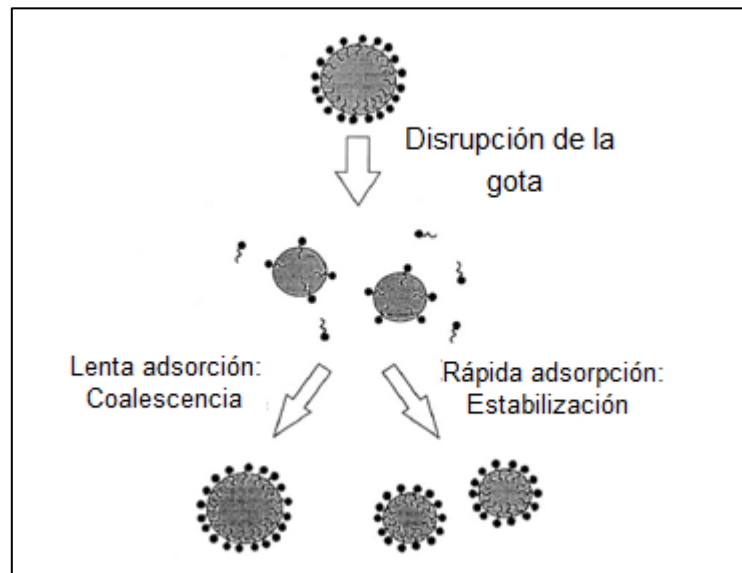 Disrupción de la
gota
Lenta adsorción:
Coalescencia
Rápida adsorpción:
Estabilización